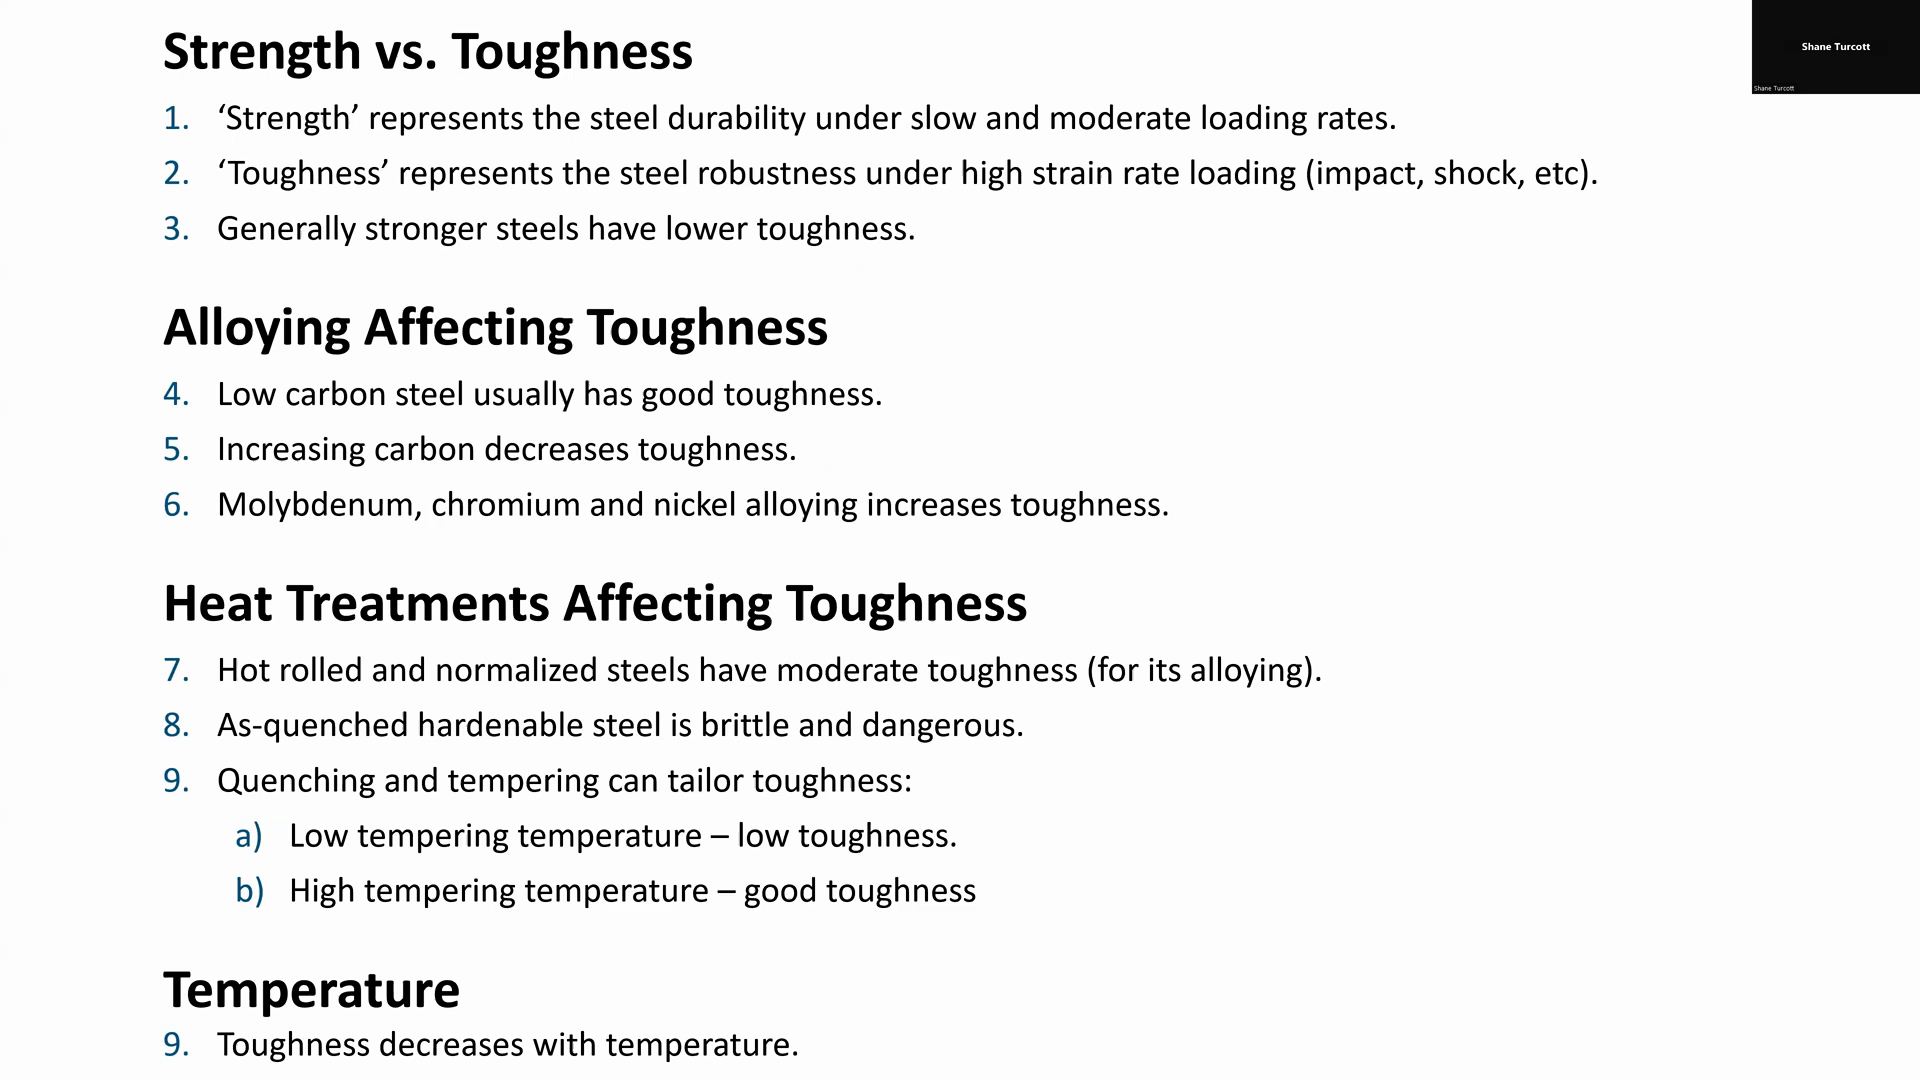 Strength vs. Toughness
1. ‘Strength’ represents the steel durability under slow and moderate loading rates.
2. ‘Toughness’ represents the steel robustness under high strain rate loading (impact, shock, etc).
3. Generally stronger steels have lower toughness.
Alloying Affecting Toughness
4. Low carbon steel usually has good toughness.
5. Increasing carbon decreases toughness.
6. Molybdenum, chromium and nickel alloying increases toughness.
Heat Treatments Affecting Toughness
7. Hot rolled and normalized steels have moderate toughness (for its alloying).
8. As-quenched hardenable steel is brittle and dangerous.
9. Quenching and tempering can tailor toughness:
a) Low tempering temperature – low toughness.
b) High tempering temperature – good toughness
Temperature
9. Toughness decreases with temperature.
Shane Turcott
Shane Turcott